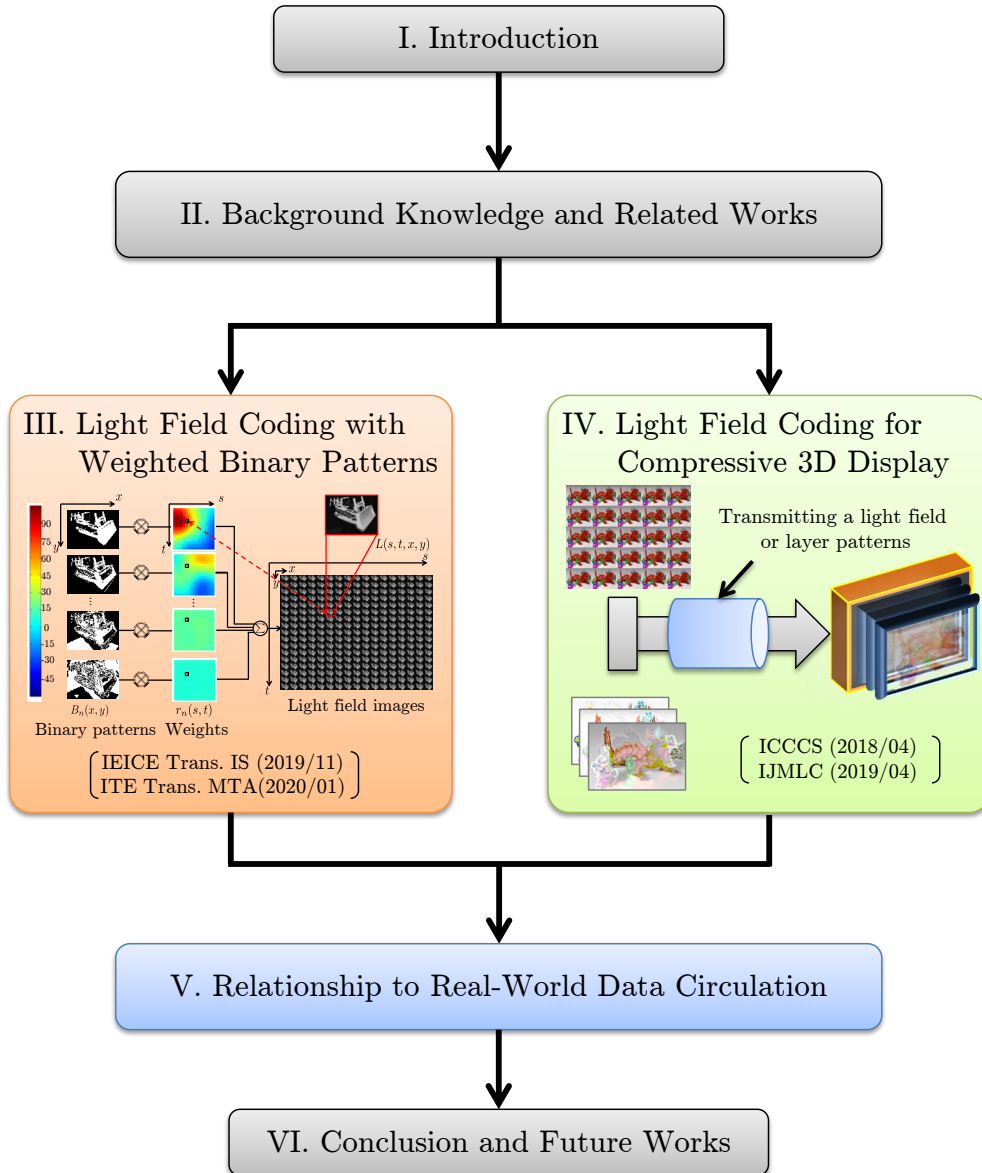 I. Introduction
II. Background Knowledge and Related Works
III. Light Field Coding with
Weighted Binary Patterns
x
y
90
75
60
45
30
15
0
-15
-30
-45
s
t
L(s, t, x, y)
s
x
y
t
⋮
⋮
B_n(x, y)
r_n(s, t)
Binary patterns
Weights
Light field images
IEICE Trans. IS (2019/11)
ITE Trans. MTA(2020/01)
IV. Light Field Coding for
Compressive 3D Display
Transmitting a light field
or layer patterns
ICCCS (2018/04)
IJMLC (2019/04)
V. Relationship to Real-World Data Circulation
VI. Conclusion and Future Works